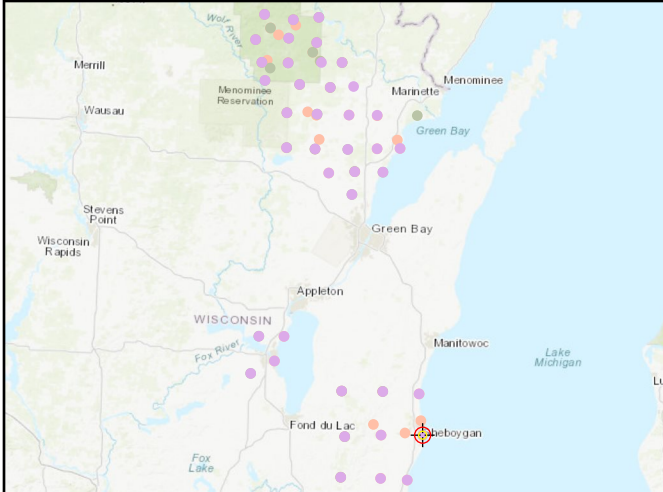 Wolf
River
Merrill
Menominee
Menominee
Reservation
Marinette
Wausau
Green Bay
Stevens
Point
Green Bay
Wisconsin
Rapids
Appleton
WISCONSIN
Manitowoc
Fox River
Lake
Michigan
Lu
Fond du Lac
heboygan
Fox
Lake